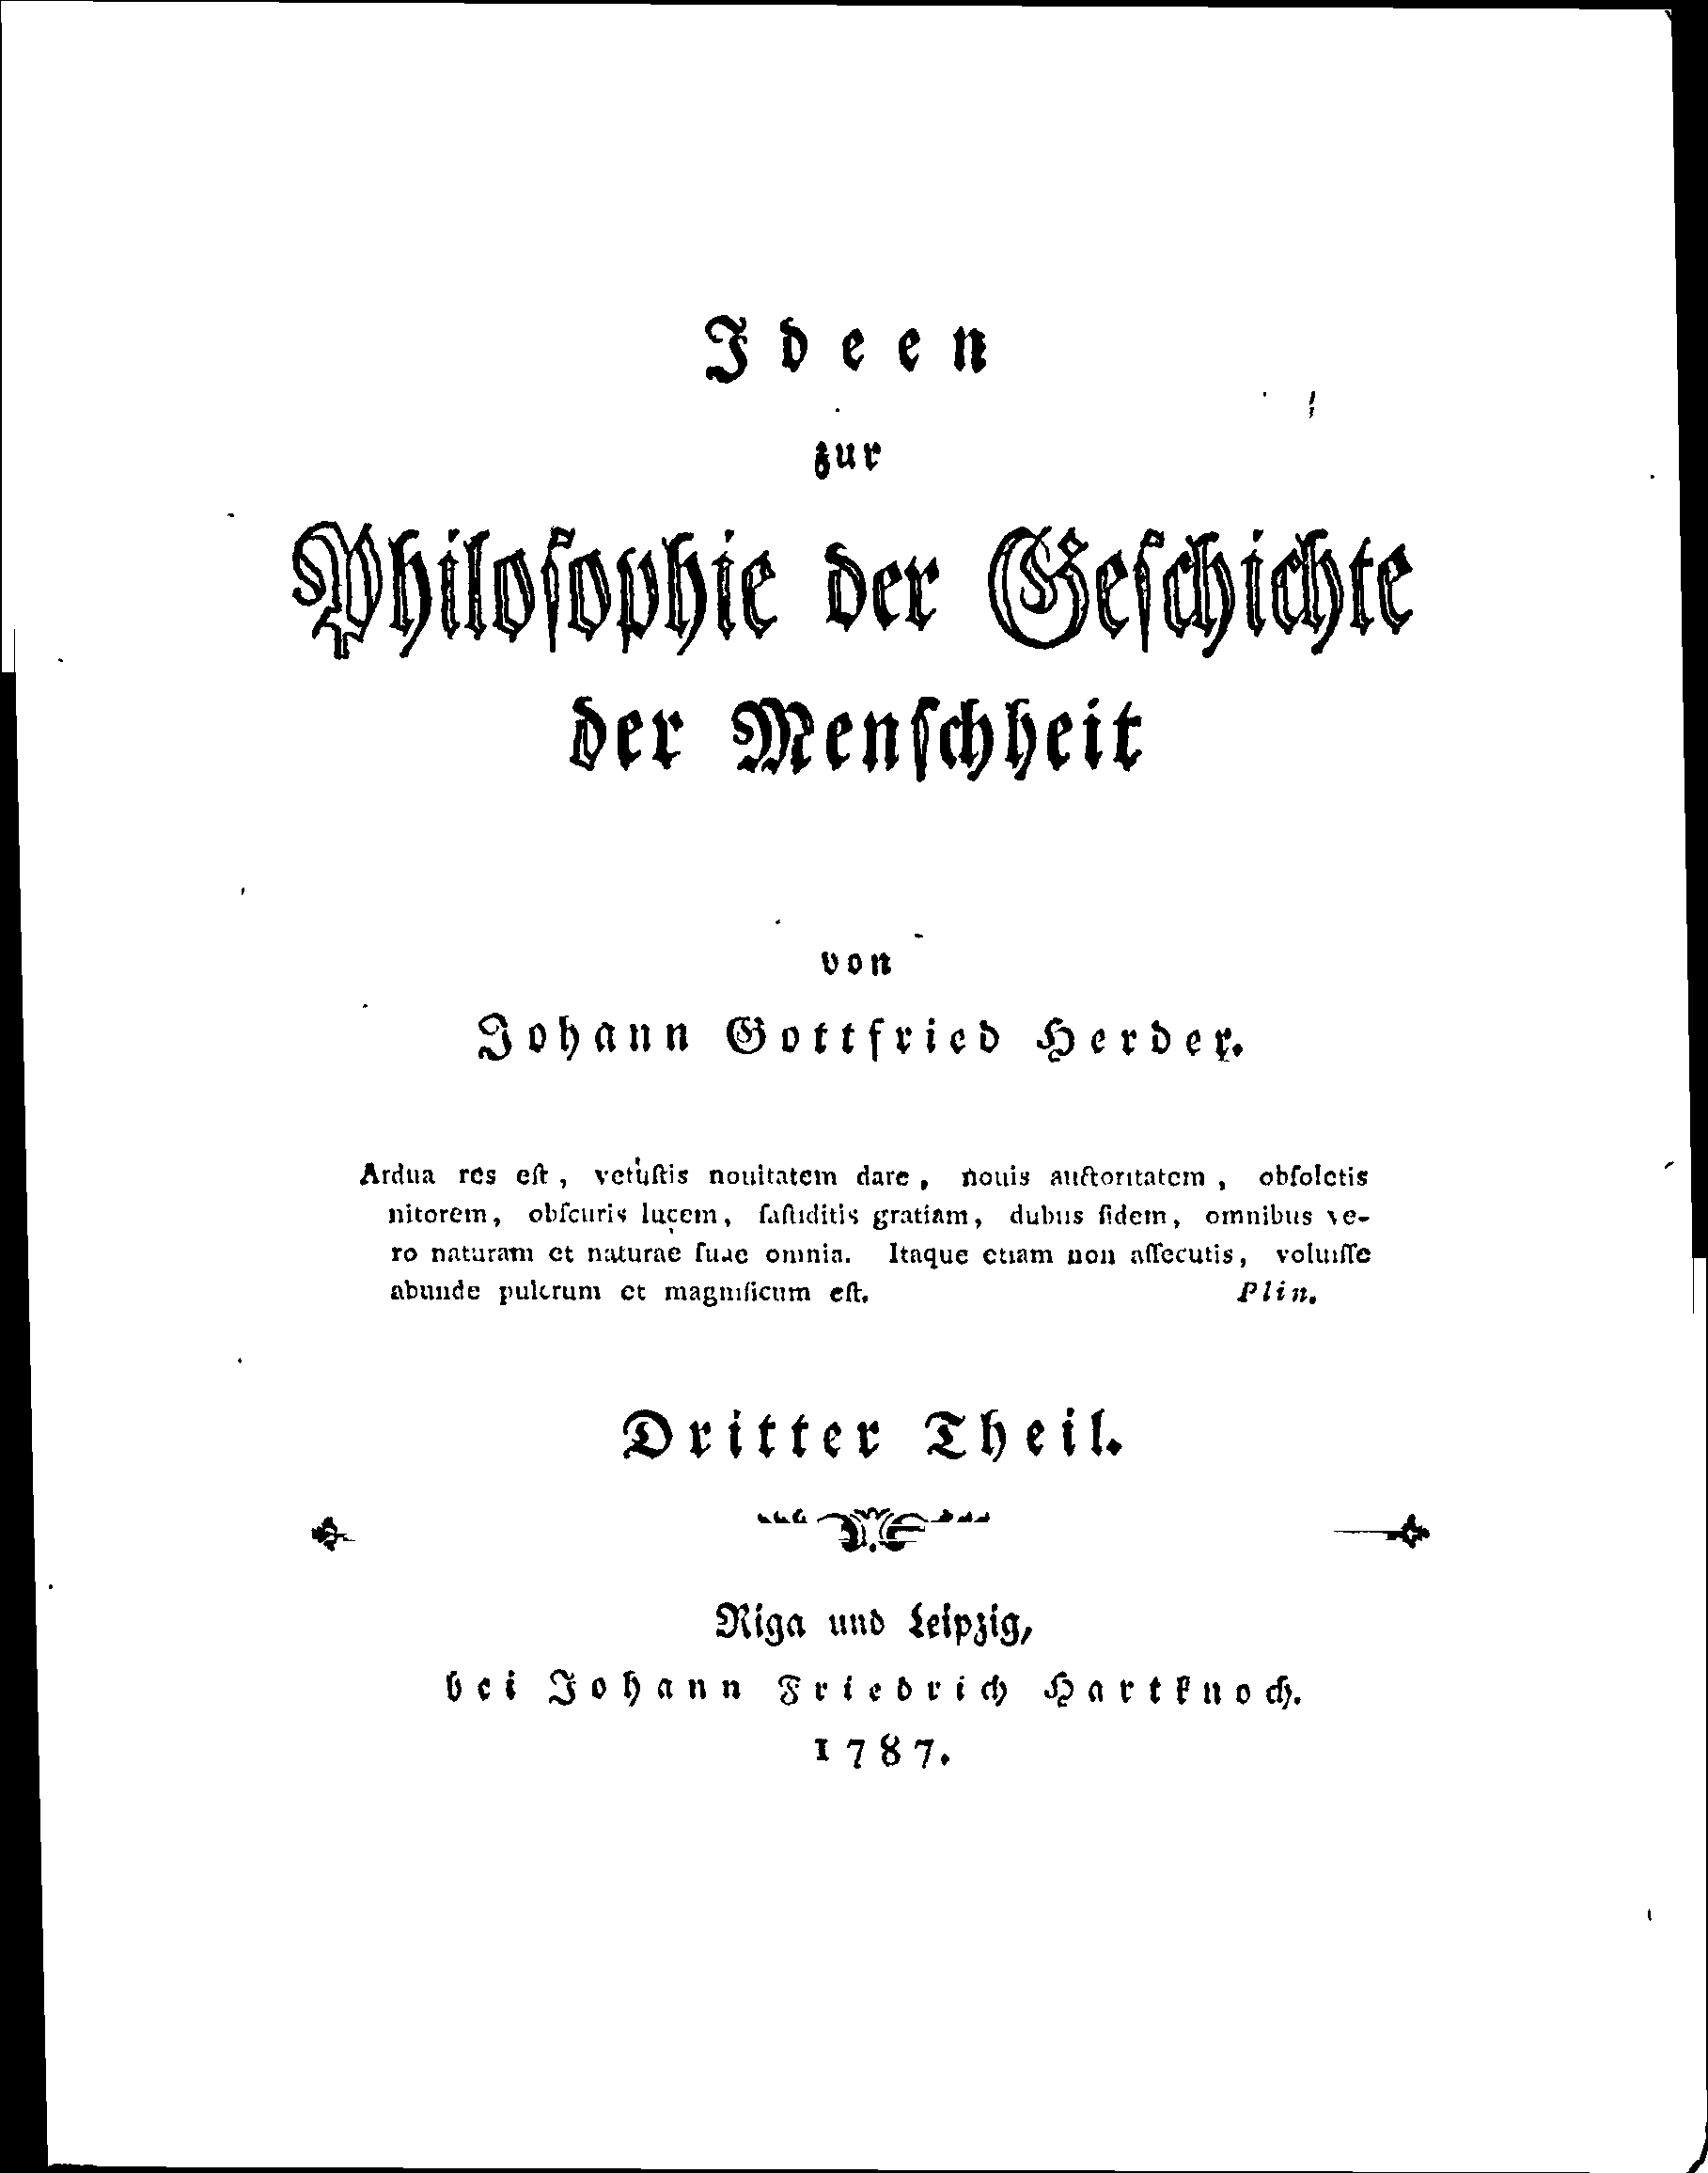 Ideen
zur
Philoſophie der Geſchichte
der Menſchheit
von
Johann Gottfried Herder.
Ardua res eſt, vetuſtis nouitatem dare, nouis auctoritatem, obſoletis
nitorem, obſcuris lucem, faſtiditis gratiam, dubiis fidem, omnibus ve-
ro naturam et naturae ſuae omnia. Itaque etiam non aſſecutis, voluiſſe
abunde pulcrum et magnificum eſt. Plin.
Dritter Theil.
Riga und Leipzig,
bei Johann Friedrich Hartknoch.
1787.